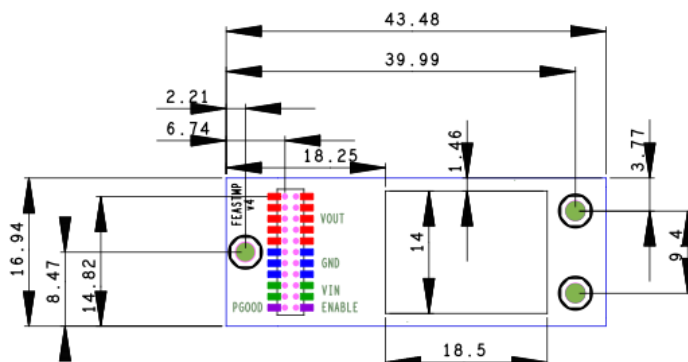 43.48
39.99
2.21
6.74
18.25
1.46
3.77
16.94
8.47
14.82
FEASTMP
v4
VOUT
GND
VIN
PGOOD
ENABLE
14
9.4
18.5